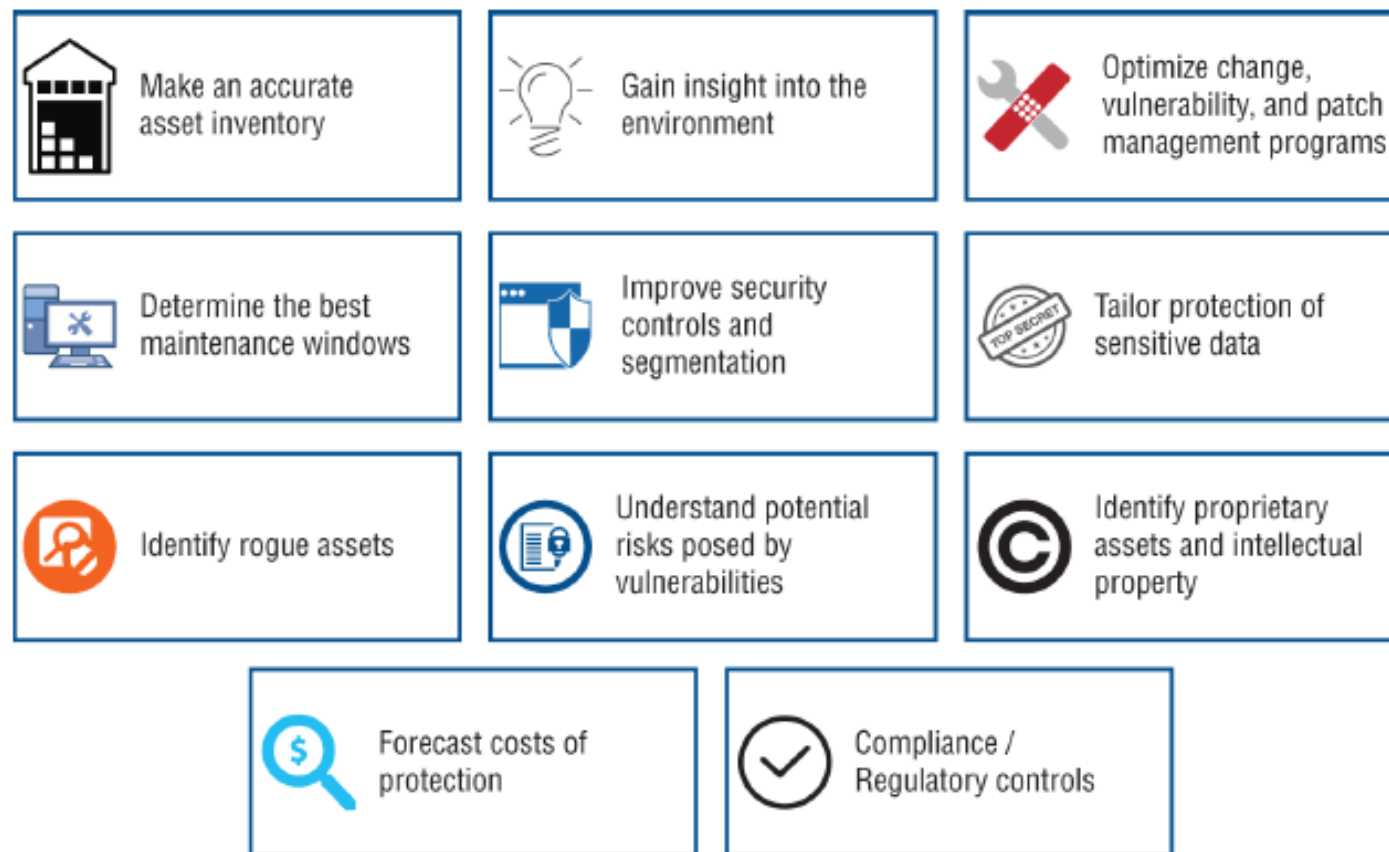 Make an accurate
asset inventory
Gain insight into the
environment
Optimize change,
vulnerability, and patch
management programs
Determine the best
maintenance windows
Improve security
controls and
segmentation
TOP SECRET
Tailor protection of
sensitive data
Identify rogue assets
Understand potential
risks posed by
vulnerabilities
C
Identify proprietary
assets and intellectual
property
$
Forecast costs of
protection
Compliance /
Regulatory controls